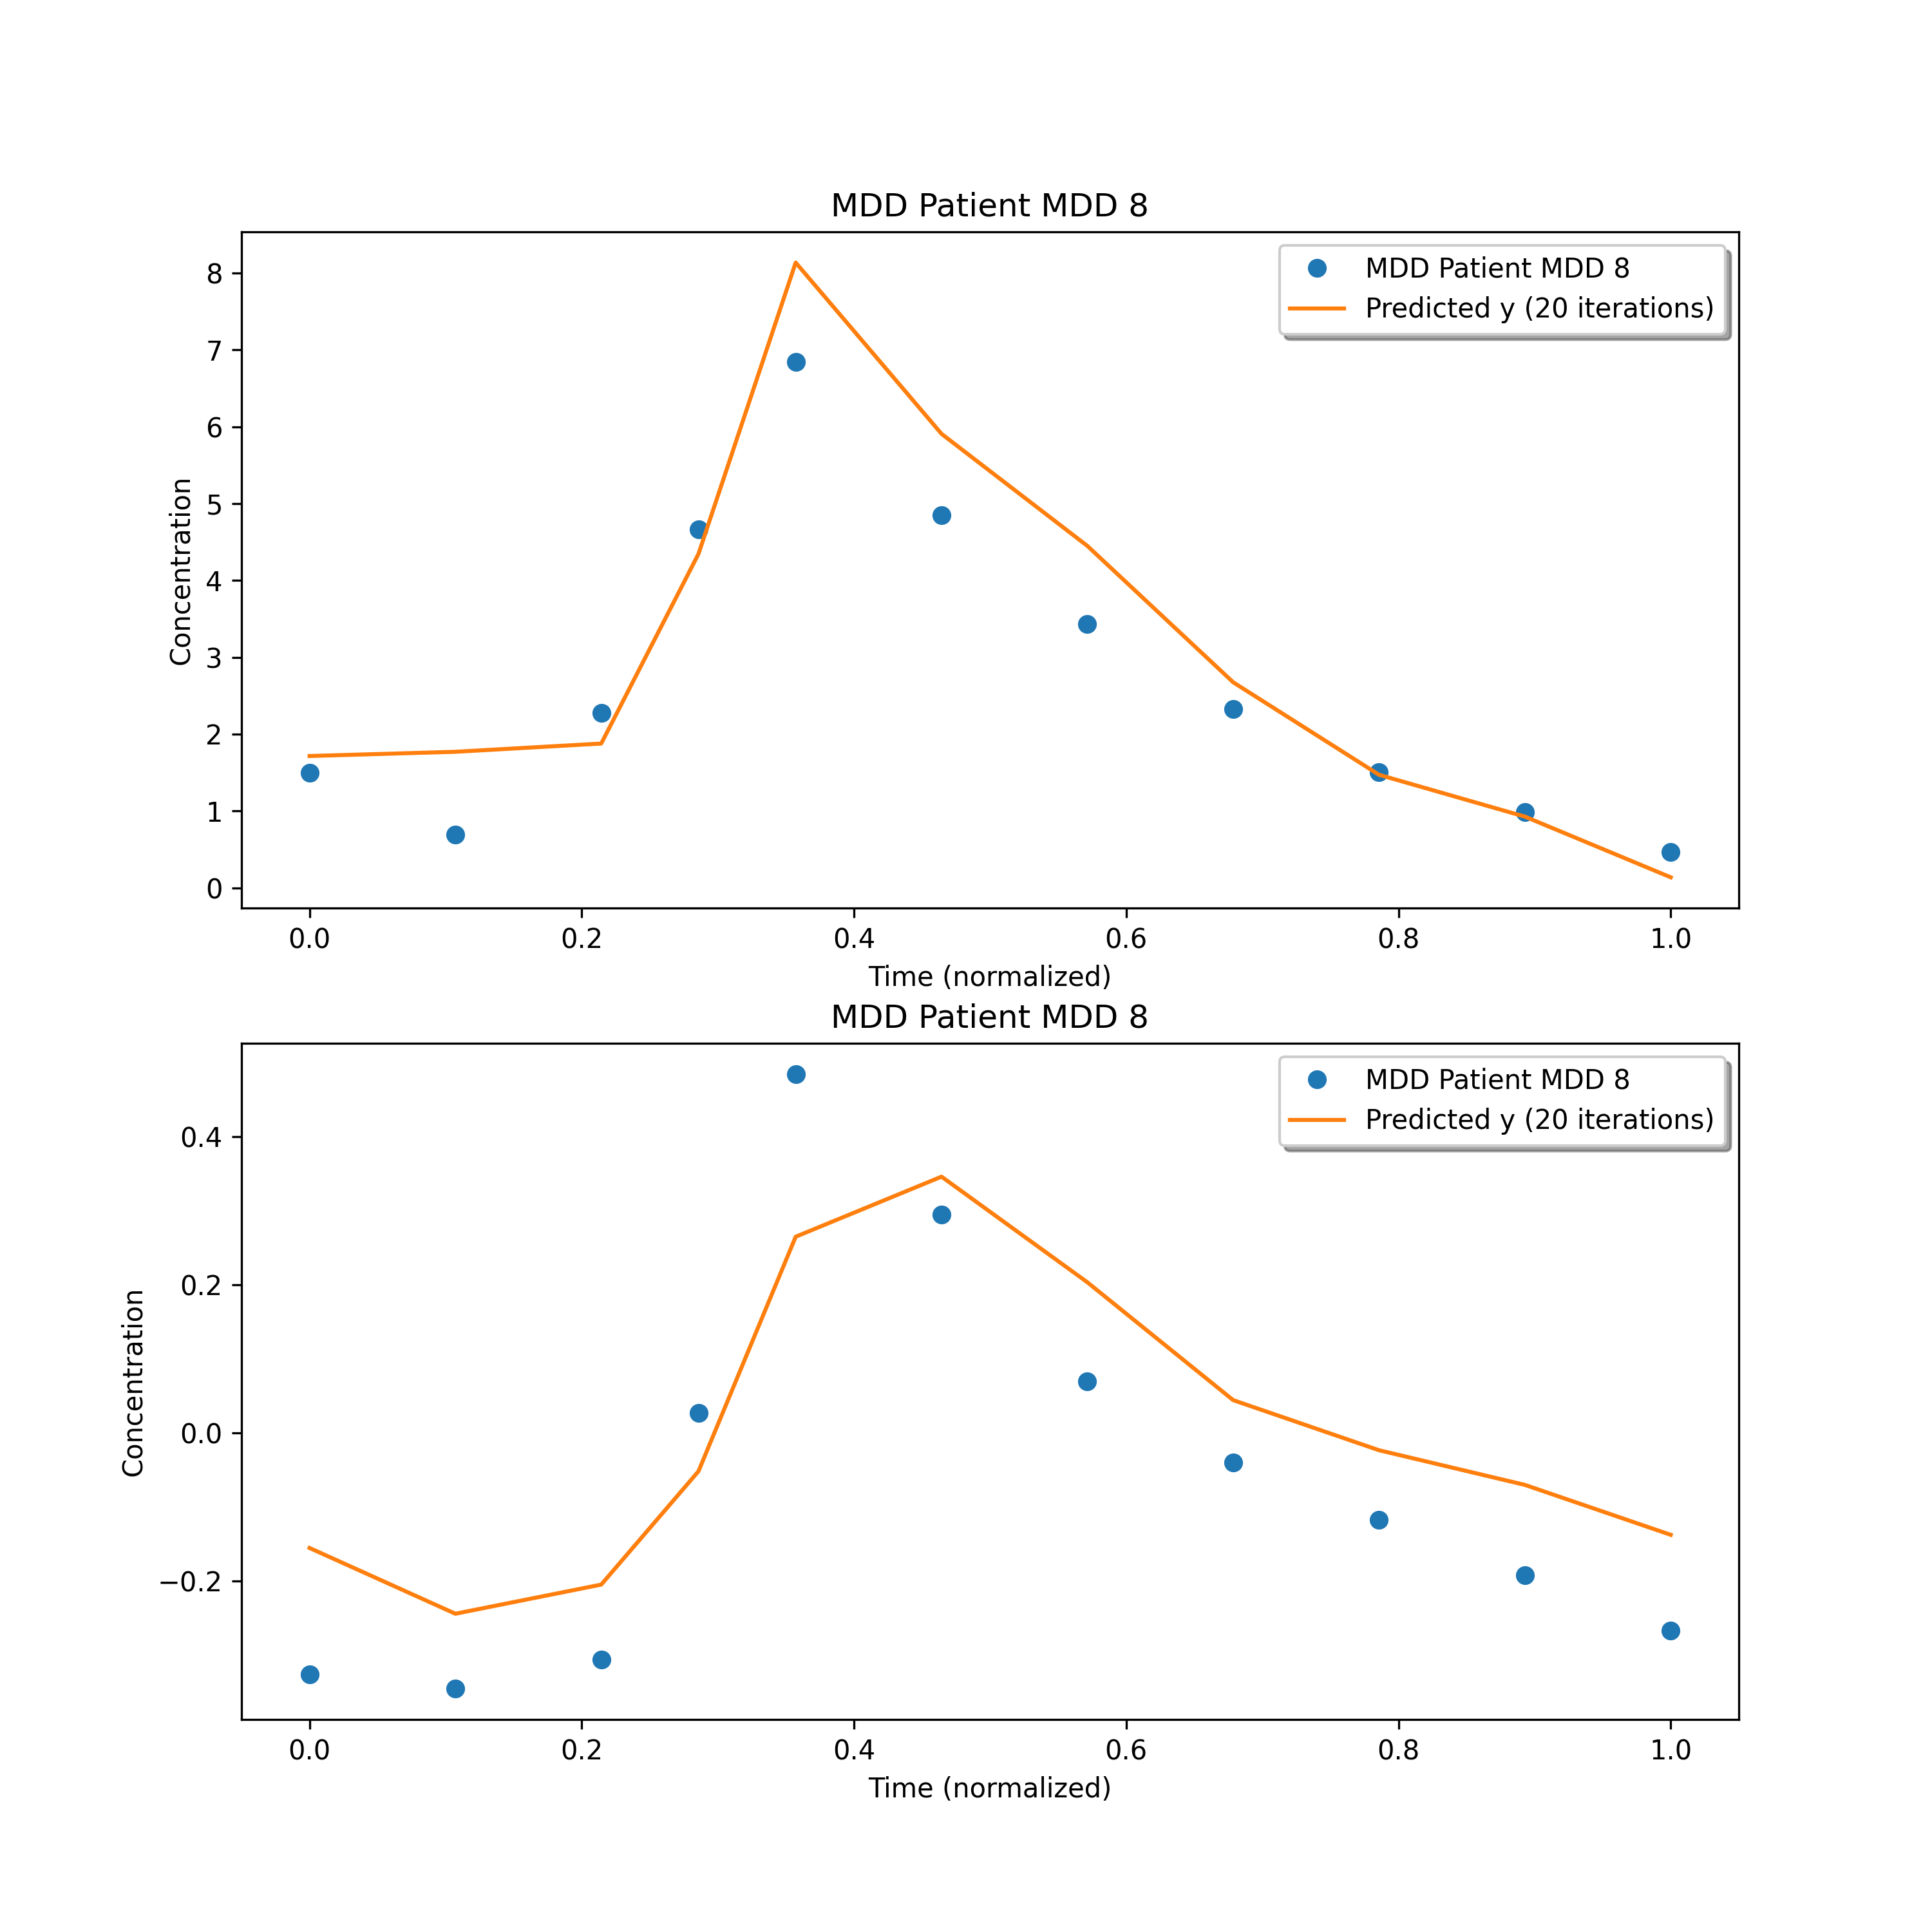 MDD Patient MDD 8
MDD Patient MDD 8
Predicted y (20 iterations)
8
7
6
5
4
3
2
1
0
Concentration
0.0 0.2 0.4 0.6 0.8 1.0
Time (normalized)
MDD Patient MDD 8
MDD Patient MDD 8
Predicted y (20 iterations)
0.4
0.2
0.0
−0.2
Concentration
0.0 0.2 0.4 0.6 0.8 1.0
Time (normalized)